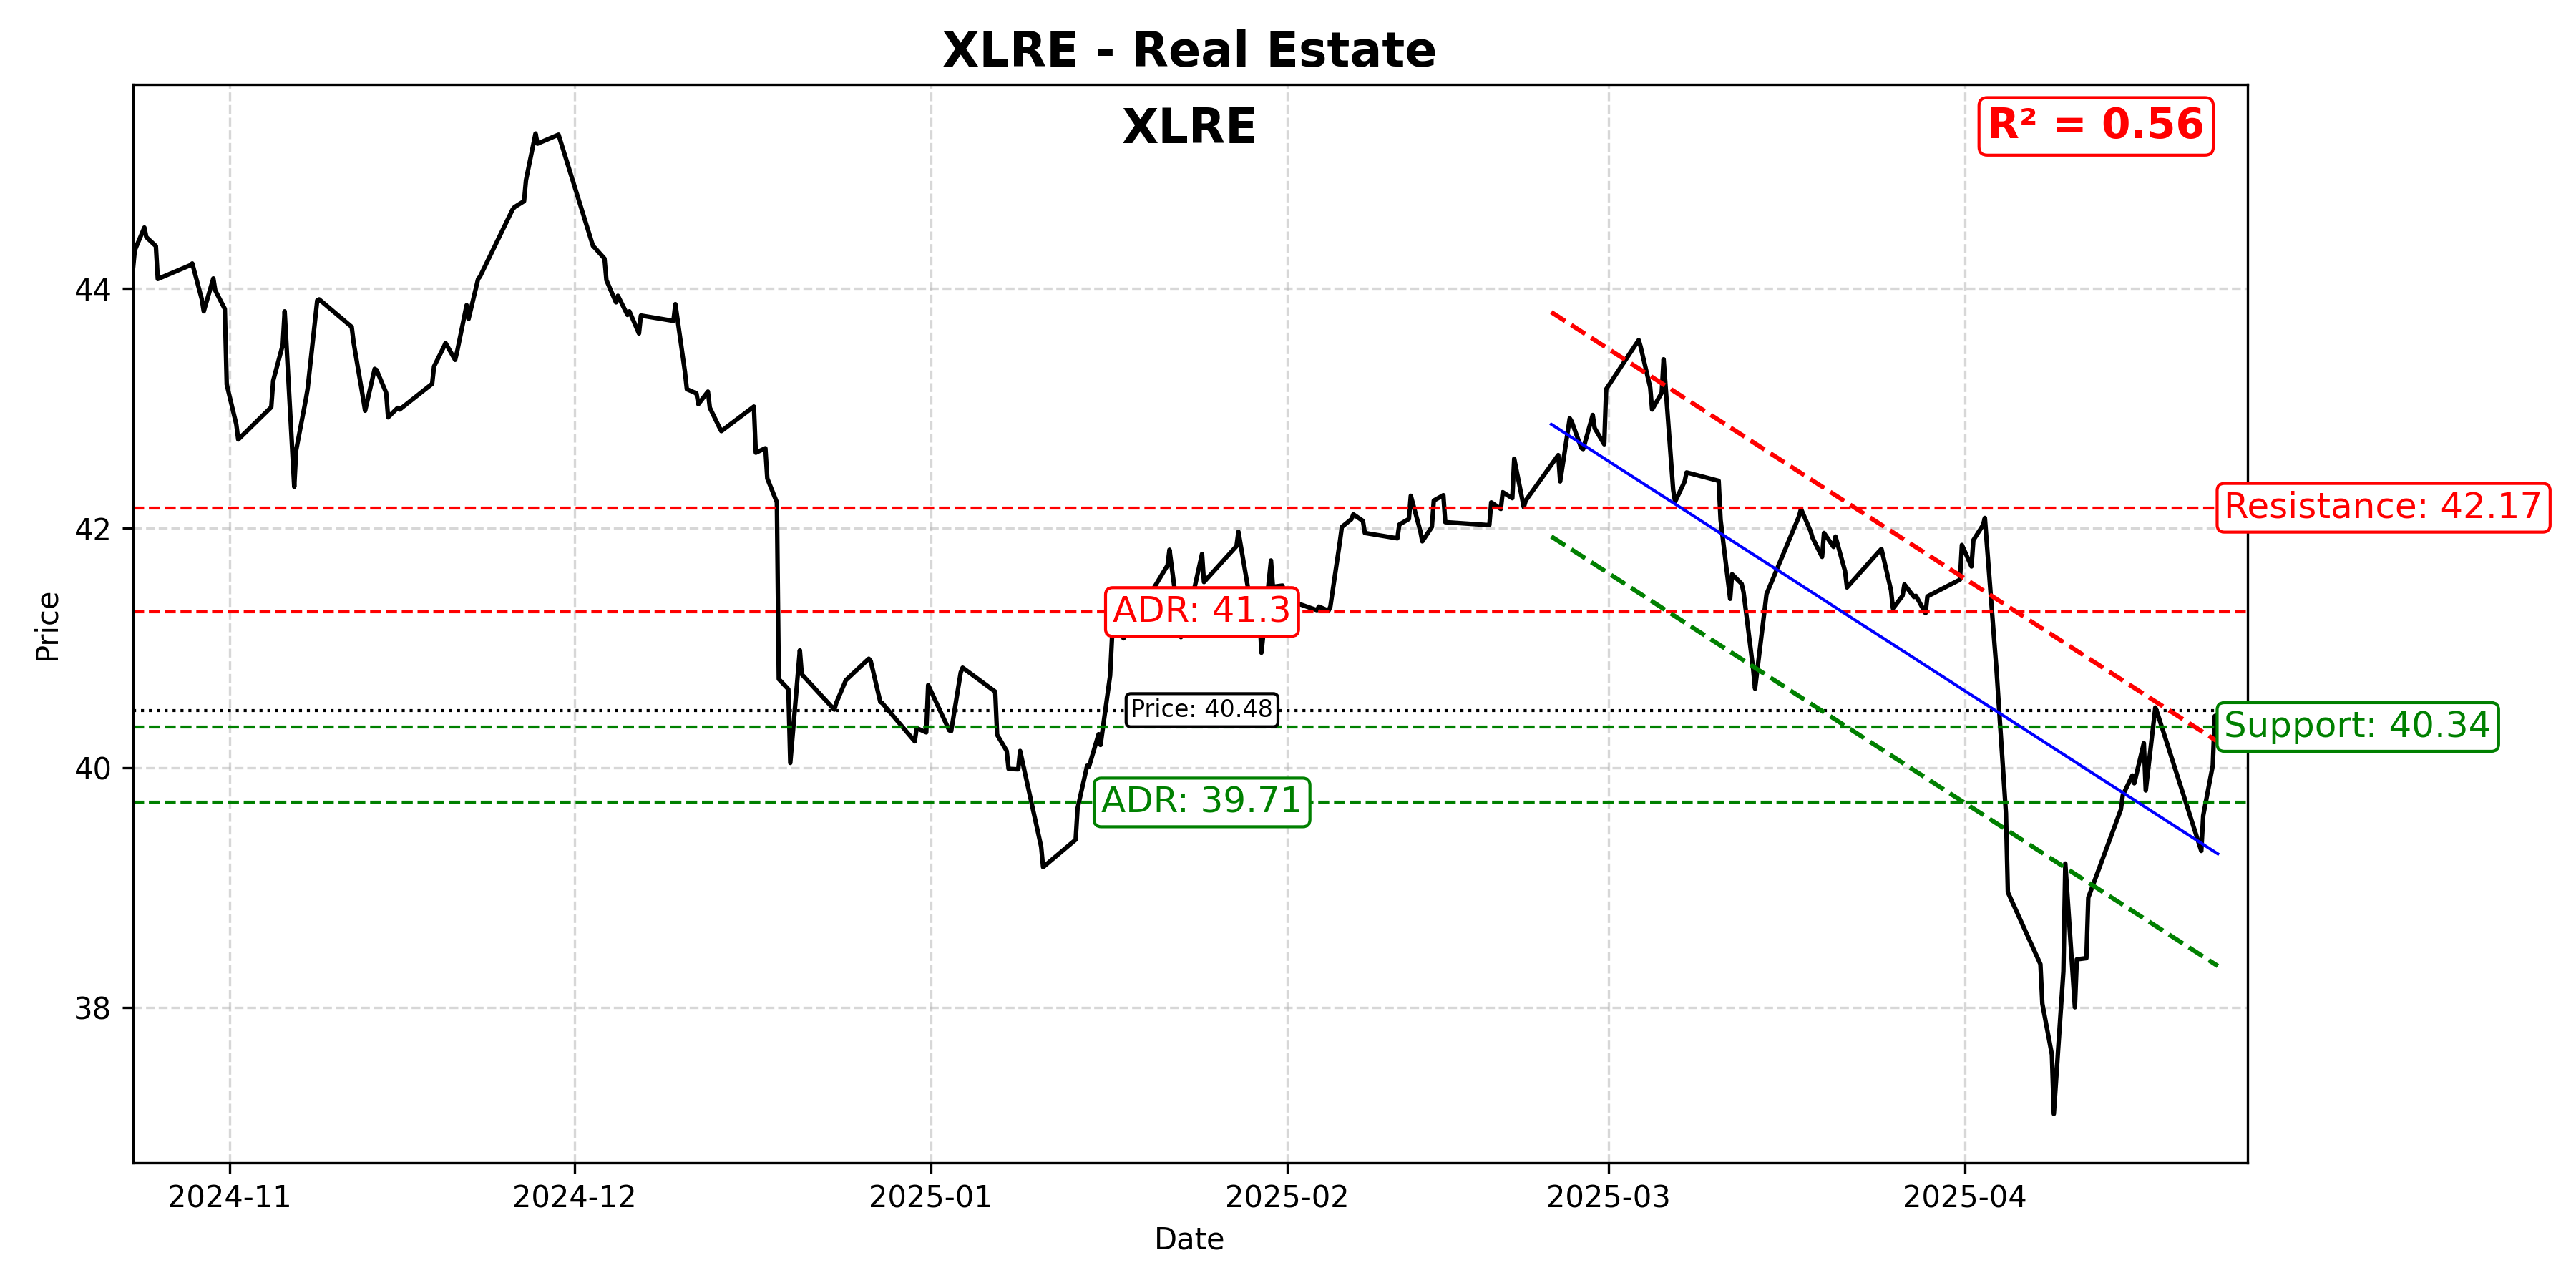 XLRE - Real Estate
XLRE
R² = 0.56
44
42
40
38
Price
Resistance: 42.17
ADR: 41.3
Price: 40.48
Support: 40.34
ADR: 39.71
2024-11
2024-12
2025-01
2025-02
2025-03
2025-04
Date